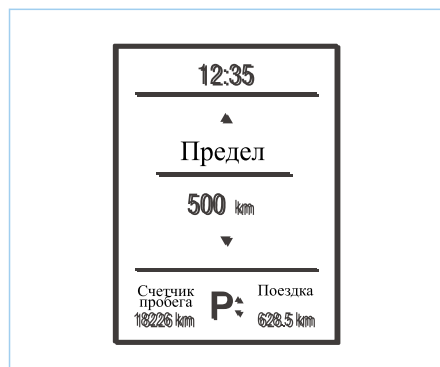 12:35
Предел
500 km
Счетчик
пробега
18226 km
P
Поездка
628.5 km